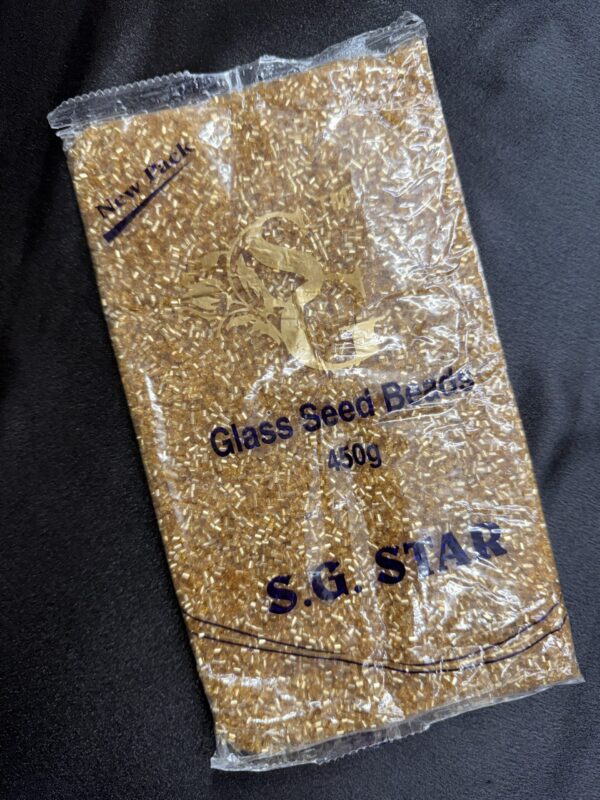 New Pack
Glass Seed Beads
450g
S.G. STAR